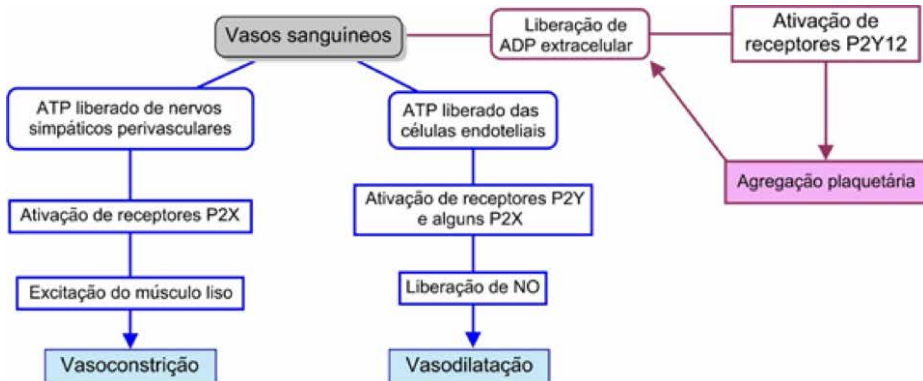 Vasos sanguíneos
Liberação de
ADP extracelular
Ativação de
receptores P2Y12
ATP liberado de nervos
simpáticos perivasculares
ATP liberado das
células endoteliais
Agregação plaquetária
Ativação de receptores P2X
Ativação de receptores P2Y
e alguns P2X
Excitação do músculo liso
Liberação de NO
Vasoconstrição
Vasodilatação